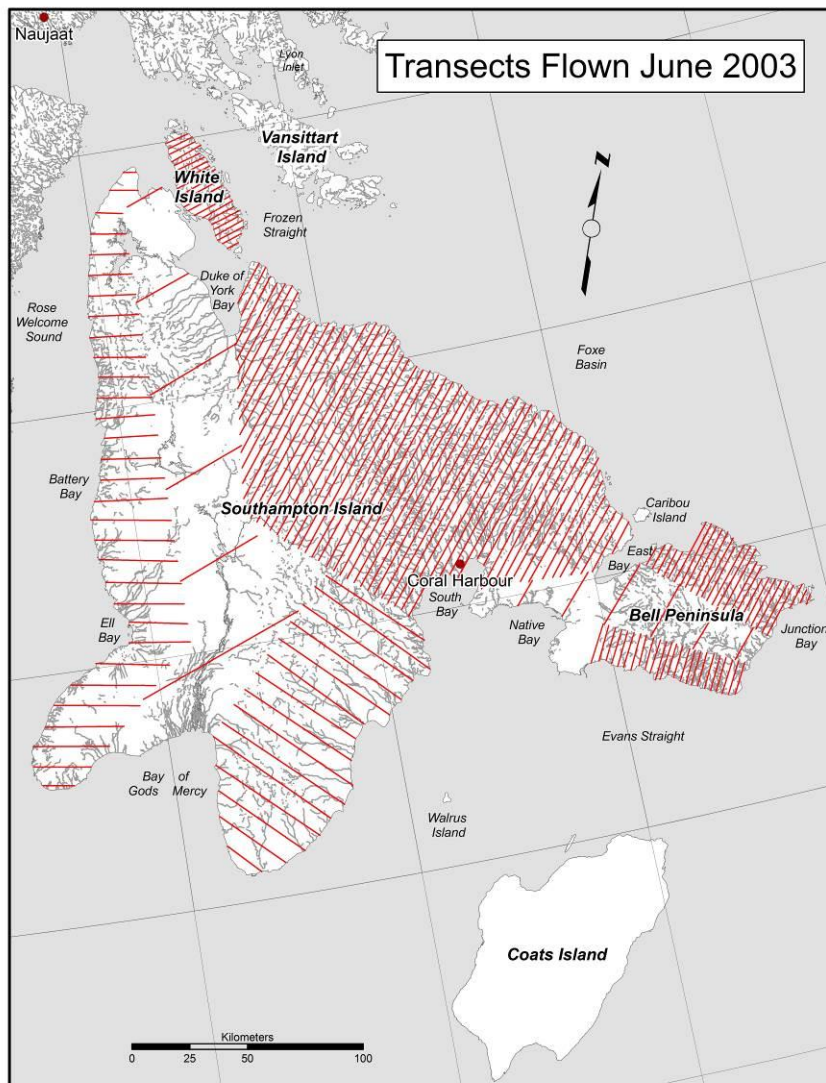 Naujaat
Lyon
Inlet
Transects Flown June 2003
Vansittart
Island
White
Island
N
Frozen
Straight
Duke of
York
Bay
Rose
Welcome
Sound
Foxe
Basin
Battery
Bay
Southampton Island
Caribou
Island
East
Bay
Coral Harbour
South
Bay
Ell
Bay
Native
Bay
Bell Peninsula
Junction
Bay
Evans Straight
Bay of
Gods Mercy
Walrus
Island
Coats Island
Kilometers
0 25 50 100